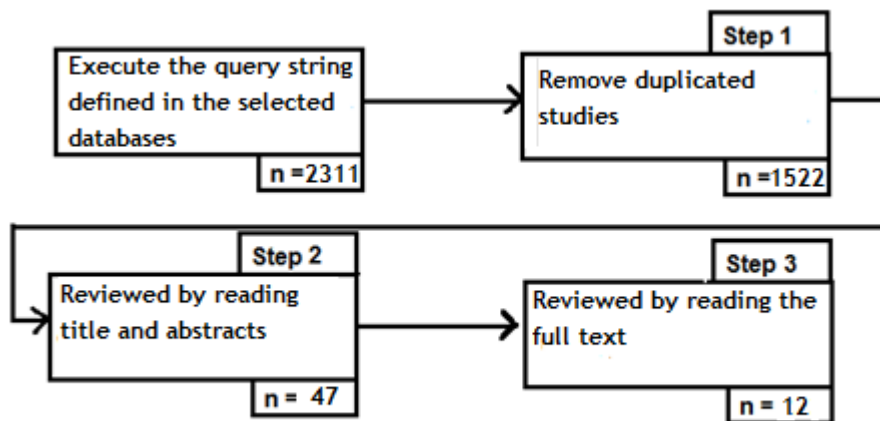 Execute the query string
defined in the selected
databases
n =2311
Step 1
Remove duplicated
studies
n =1522
Step 2
Reviewed by reading
title and abstracts
n = 47
Step 3
Reviewed by reading the
full text
n = 12